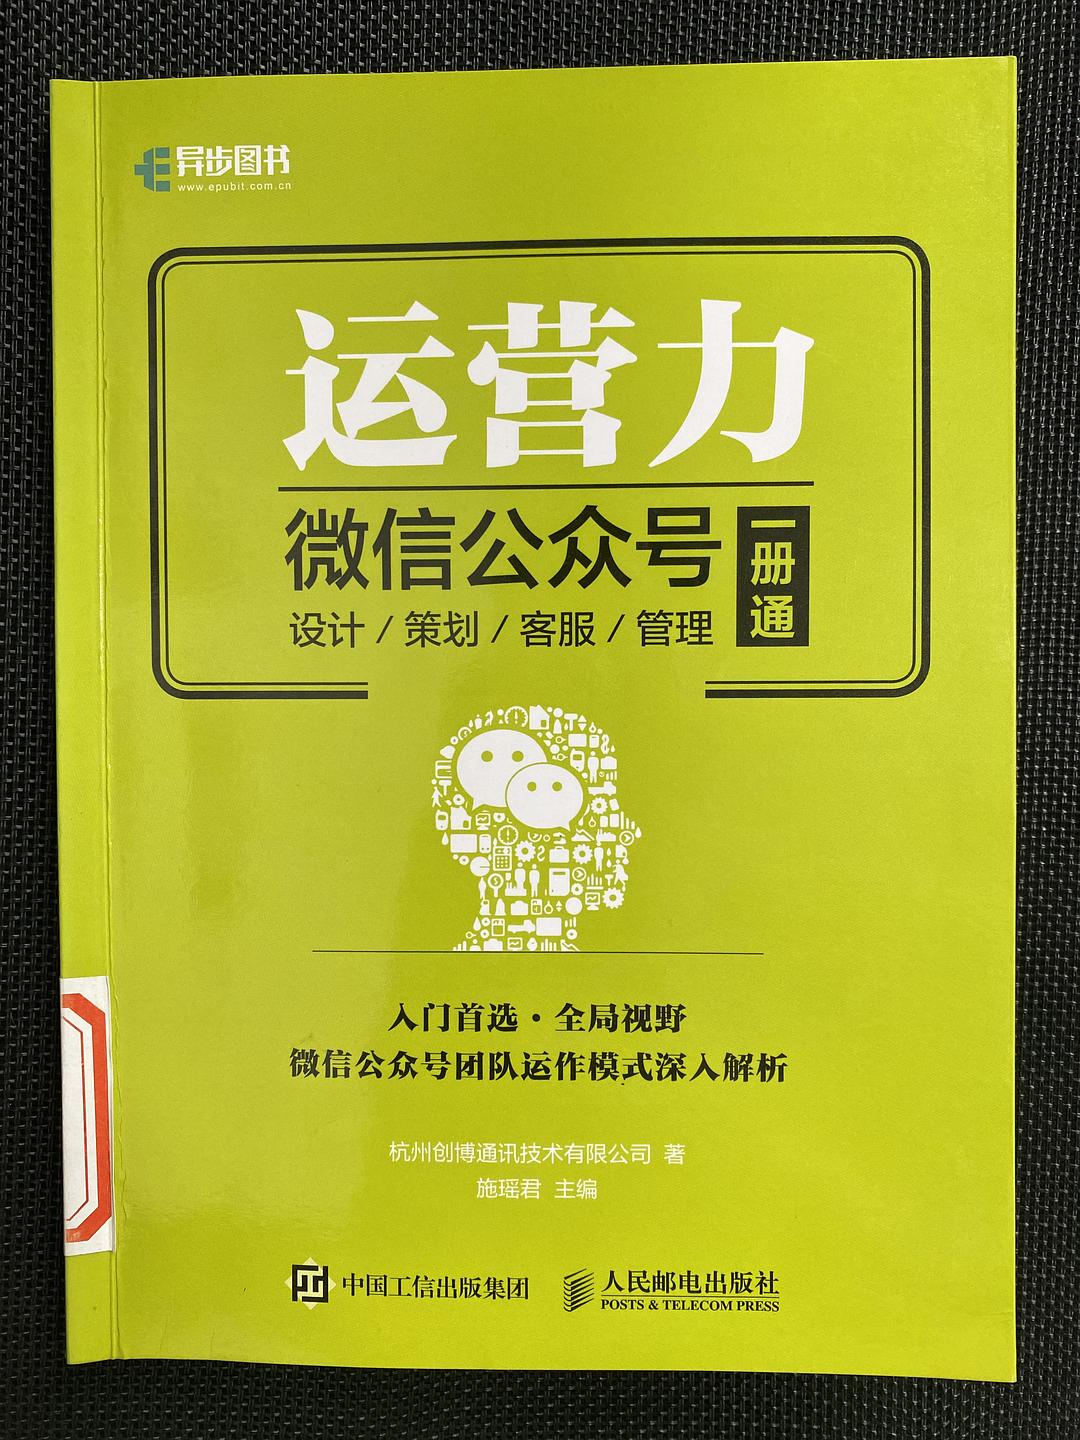 异步图书
www.epubit.com.cn
运营力
微信公众号
一册通
设计 / 策划 / 客服 / 管理
入门首选·全局视野
微信公众号团队运作模式深入解析
杭州创博通讯技术有限公司 著
施瑶君 主编
中国工信出版集团
人民邮电出版社
POSTS & TELECOM PRESS